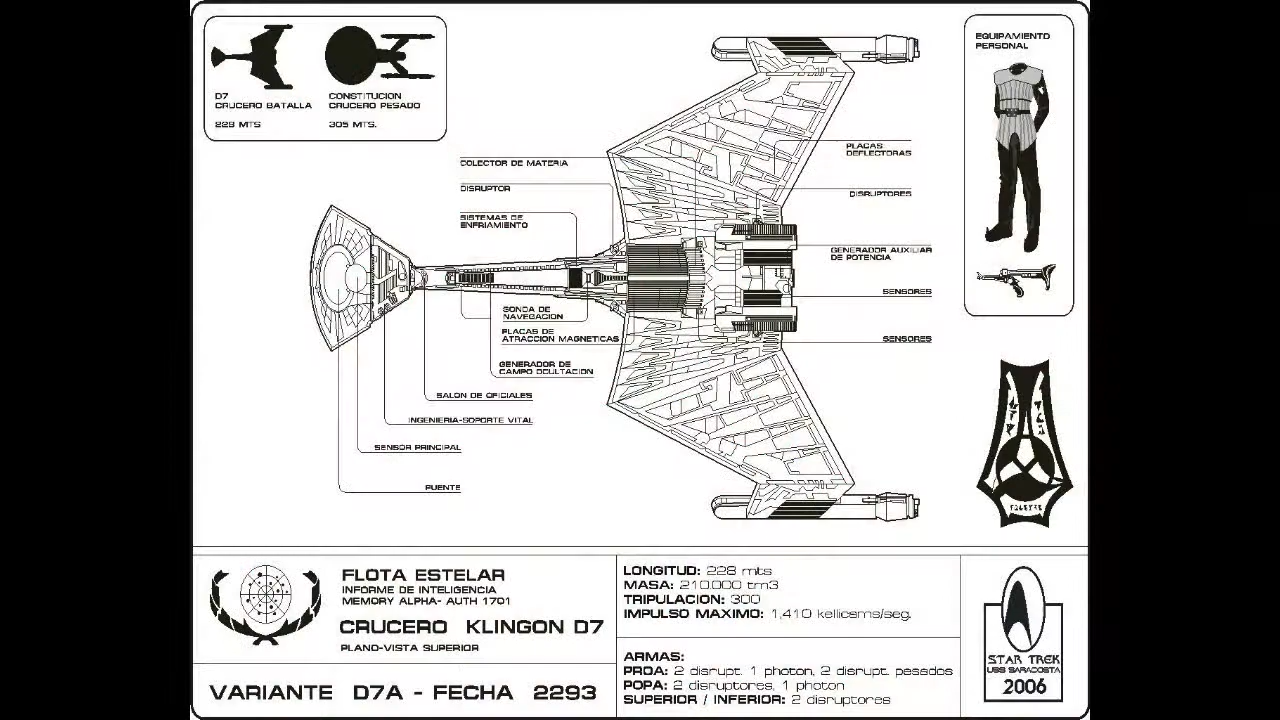 D7
CRUCERO BATALLA
228 MTS
CONSTITUCION
CRUCERO PESADO
305 MTS.
EQUIPAMIENTO
PERSONAL
COLECTOR DE MATERIA
DISRUPTOR
SISTEMAS DE
ENFRIAMIENTO
PLACAS
DEFLECTORAS
DISRUPTORES
GENERADOR AUXILIAR
DE POTENCIA
SENSORES
SENSORES
SONDA DE
NAVEGACION
PLACAS DE
ATRACCION MAGNETICAS
GENERADOR DE
CAMPO OCULTACION
SALON DE OFICIALES
INGENIERIA-SOPORTE VITAL
SENSOR PRINCIPAL
PUENTE
FLOTA ESTELAR
INFORME DE INTELIGENCIA
MEMORY ALPHA- AUTH 1701
CRUCERO KLINGON D7
PLANO-VISTA SUPERIOR
VARIANTE D7A - FECHA 2293
LONGITUD: 228 mts
MASA: 210.000 tm3
TRIPULACION: 300
IMPULSO MAXIMO: 1,410 kellicams/seg.
ARMAS:
PROA: 2 disrupt. 1 photon, 2 disrupt. pesados
POPA: 2 disruptores, 1 photon
SUPERIOR / INFERIOR: 2 disruptores
STAR TREK
USS SARACOSTA
2006